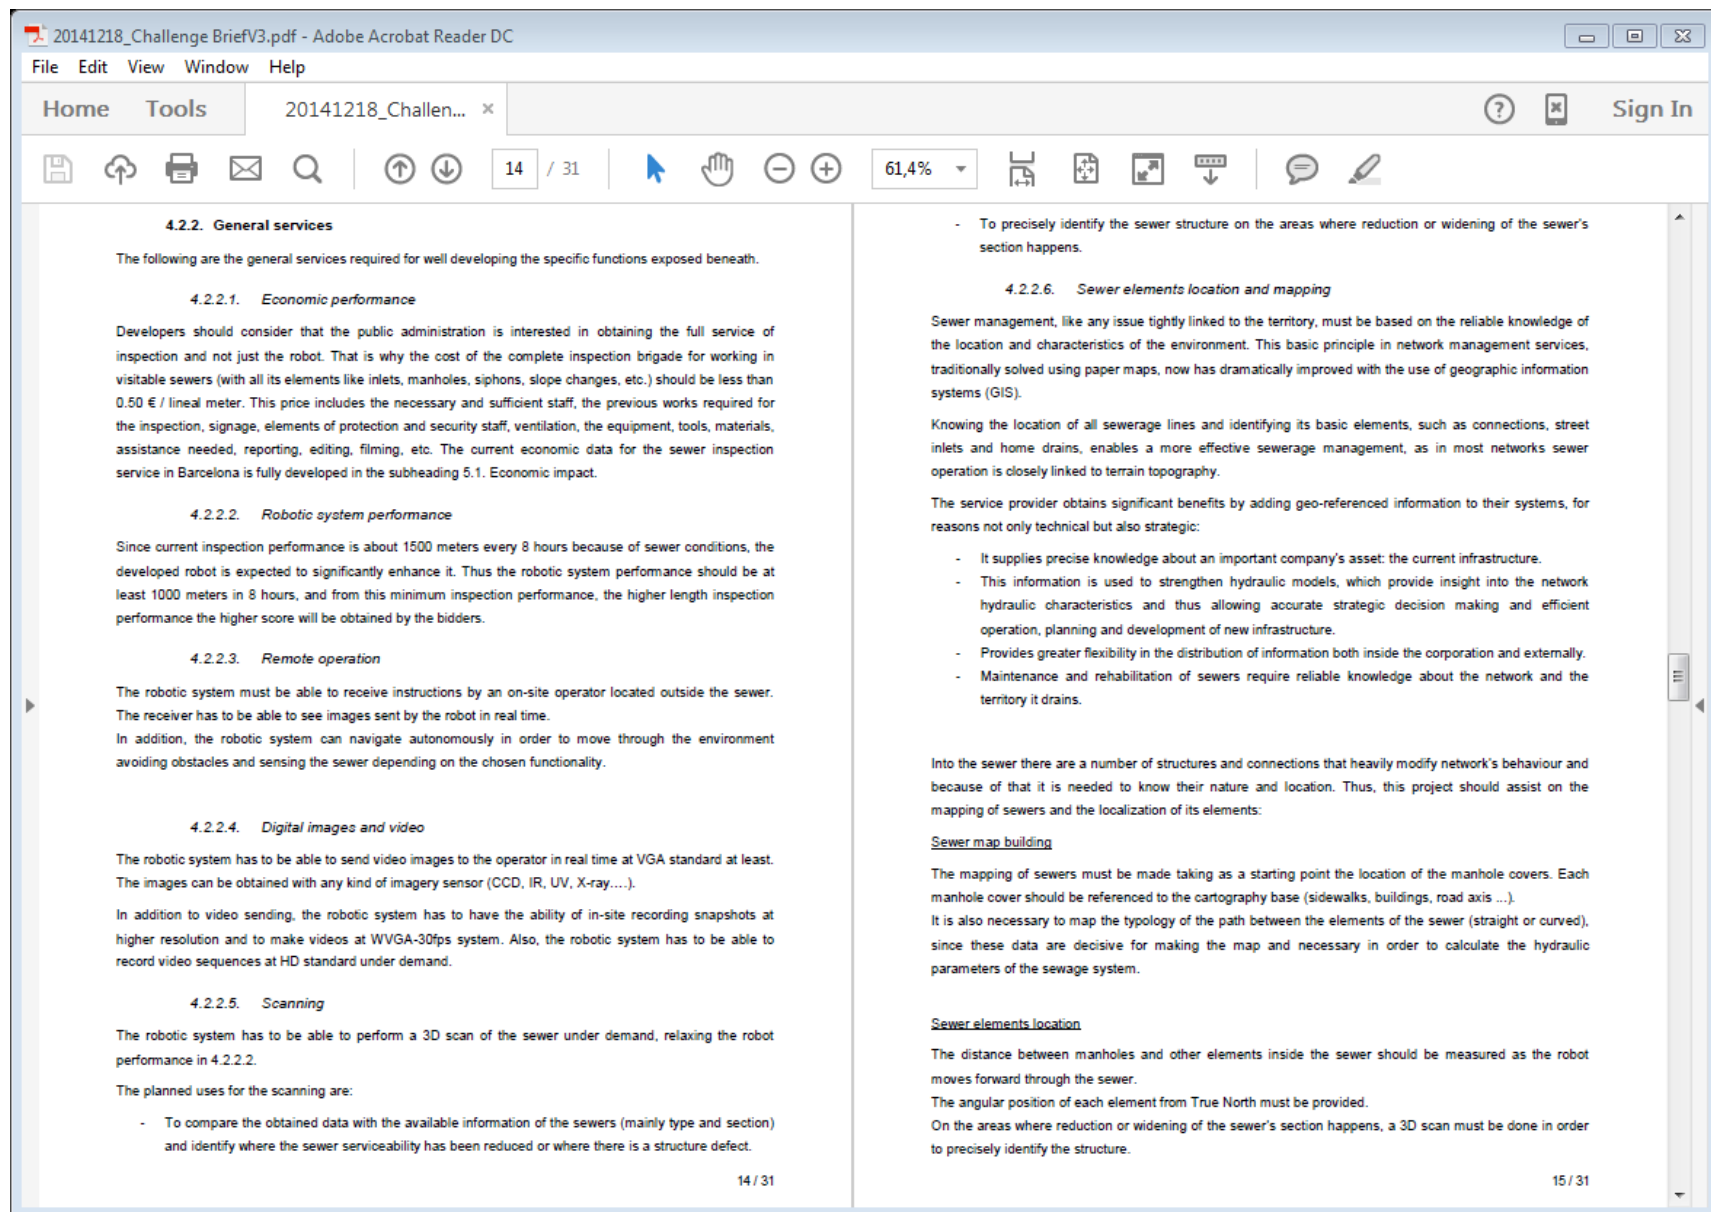 20141218_Challenge BriefV3.pdf - Adobe Acrobat Reader DC
File Edit View Window Help
Home Tools 20141218_Challen... × ? Sign In
14 / 31 61,4%
4.2.2. General services
The following are the general services required for well developing the specific functions exposed beneath.
4.2.2.1. Economic performance
Developers should consider that the public administration is interested in obtaining the full service of
inspection and not just the robot. That is why the cost of the complete inspection brigade for working in
visitable sewers (with all its elements like inlets, manholes, siphons, slope changes, etc.) should be less than
0.50 € / lineal meter. This price includes the necessary and sufficient staff, the previous works required for
the inspection, signage, elements of protection and security staff, ventilation, the equipment, tools, materials,
assistance needed, reporting, editing, filming, etc. The current economic data for the sewer inspection
service in Barcelona is fully developed in the subheading 5.1. Economic impact.
4.2.2.2. Robotic system performance
Since current inspection performance is about 1500 meters every 8 hours because of sewer conditions, the
developed robot is expected to significantly enhance it. Thus the robotic system performance should be at
least 1000 meters in 8 hours, and from this minimum inspection performance, the higher length inspection
performance the higher score will be obtained by the bidders.
4.2.2.3. Remote operation
The robotic system must be able to receive instructions by an on-site operator located outside the sewer.
The receiver has to be able to see images sent by the robot in real time.
In addition, the robotic system can navigate autonomously in order to move through the environment
avoiding obstacles and sensing the sewer depending on the chosen functionality.
4.2.2.4. Digital images and video
The robotic system has to be able to send video images to the operator in real time at VGA standard at least.
The images can be obtained with any kind of imagery sensor (CCD, IR, UV, X-ray....).
In addition to video sending, the robotic system has to have the ability of in-site recording snapshots at
higher resolution and to make videos at WVGA-30fps system. Also, the robotic system has to be able to
record video sequences at HD standard under demand.
4.2.2.5. Scanning
The robotic system has to be able to perform a 3D scan of the sewer under demand, relaxing the robot
performance in 4.2.2.2.
The planned uses for the scanning are:
- To compare the obtained data with the available information of the sewers (mainly type and section)
and identify where the sewer serviceability has been reduced or where there is a structure defect.
14 / 31
- To precisely identify the sewer structure on the areas where reduction or widening of the sewer's
section happens.
4.2.2.6. Sewer elements location and mapping
Sewer management, like any issue tightly linked to the territory, must be based on the reliable knowledge of
the location and characteristics of the environment. This basic principle in network management services,
traditionally solved using paper maps, now has dramatically improved with the use of geographic information
systems (GIS).
Knowing the location of all sewerage lines and identifying its basic elements, such as connections, street
inlets and home drains, enables a more effective sewerage management, as in most networks sewer
operation is closely linked to terrain topography.
The service provider obtains significant benefits by adding geo-referenced information to their systems, for
reasons not only technical but also strategic:
- It supplies precise knowledge about an important company's asset: the current infrastructure.
- This information is used to strengthen hydraulic models, which provide insight into the network
hydraulic characteristics and thus allowing accurate strategic decision making and efficient
operation, planning and development of new infrastructure.
- Provides greater flexibility in the distribution of information both inside the corporation and externally.
- Maintenance and rehabilitation of sewers require reliable knowledge about the network and the
territory it drains.
Into the sewer there are a number of structures and connections that heavily modify network's behaviour and
because of that it is needed to know their nature and location. Thus, this project should assist on the
mapping of sewers and the localization of its elements:
Sewer map building
The mapping of sewers must be made taking as a starting point the location of the manhole covers. Each
manhole cover should be referenced to the cartography base (sidewalks, buildings, road axis ...).
It is also necessary to map the typology of the path between the elements of the sewer (straight or curved),
since these data are decisive for making the map and necessary in order to calculate the hydraulic
parameters of the sewage system.
Sewer elements location
The distance between manholes and other elements inside the sewer should be measured as the robot
moves forward through the sewer.
The angular position of each element from True North must be provided.
On the areas where reduction or widening of the sewer's section happens, a 3D scan must be done in order
to precisely identify the structure.
15 / 31